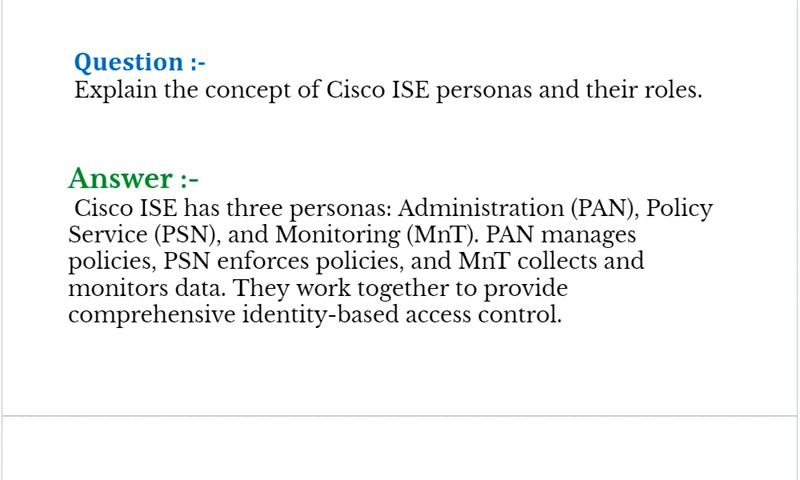 Question :-
Explain the concept of Cisco ISE personas and their roles.
Answer :-
Cisco ISE has three personas: Administration (PAN), Policy
Service (PSN), and Monitoring (MnT). PAN manages
policies, PSN enforces policies, and MnT collects and
monitors data. They work together to provide
comprehensive identity-based access control.